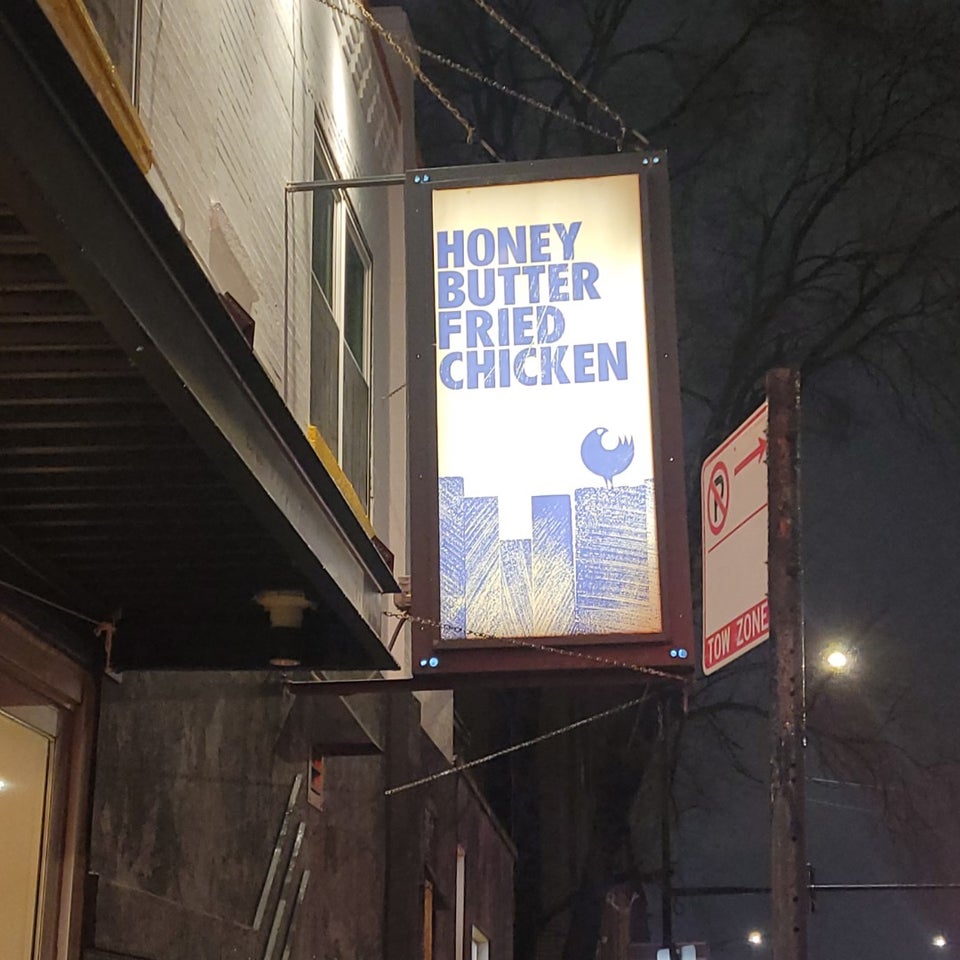 HONEY
BUTTER
FRIED
CHICKEN
P
TOW ZONE